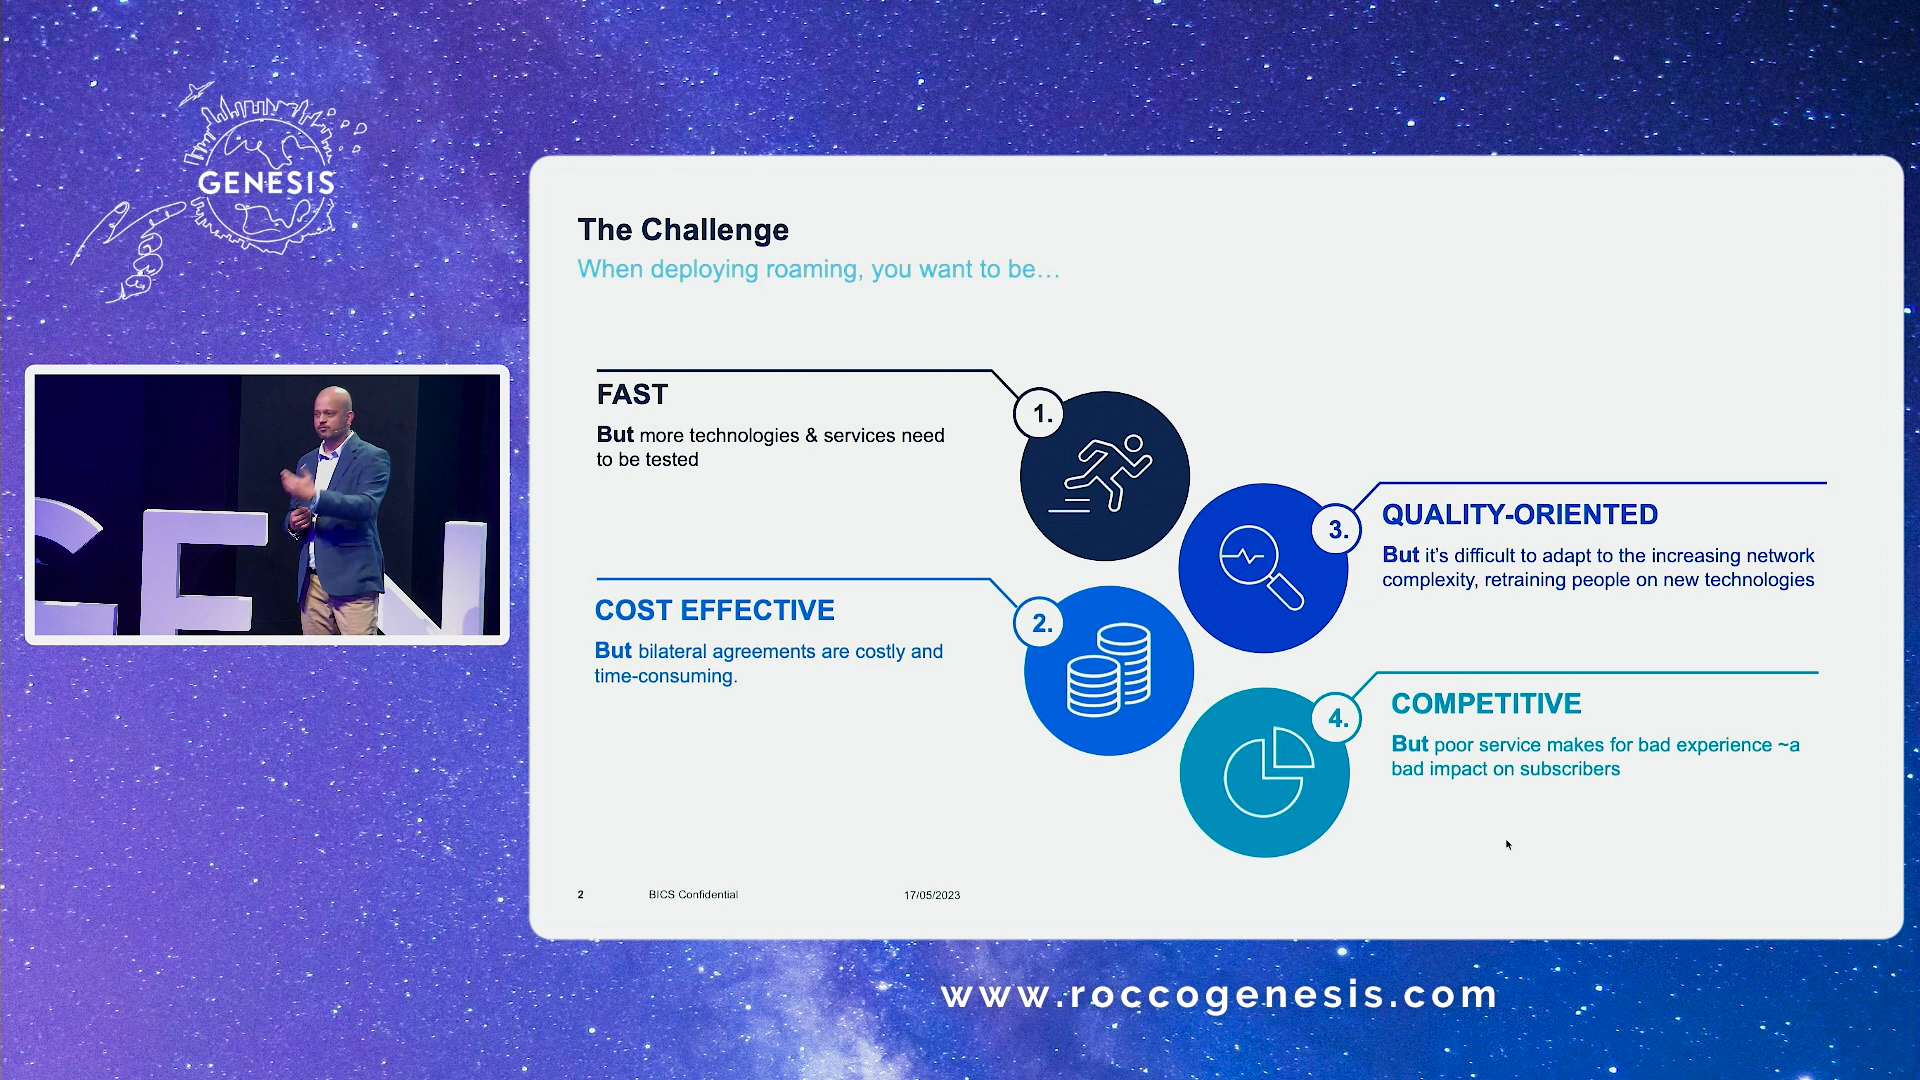 GENESIS
The Challenge
When deploying roaming, you want to be…
FAST
But more technologies & services need
to be tested
1.
COST EFFECTIVE
But bilateral agreements are costly and
time-consuming.
2.
3.
QUALITY-ORIENTED
But it’s difficult to adapt to the increasing network
complexity, retraining people on new technologies
4.
COMPETITIVE
But poor service makes for bad experience ~a
bad impact on subscribers
2 BICS Confidential 17/05/2023
GEN
www.roccogenesis.com